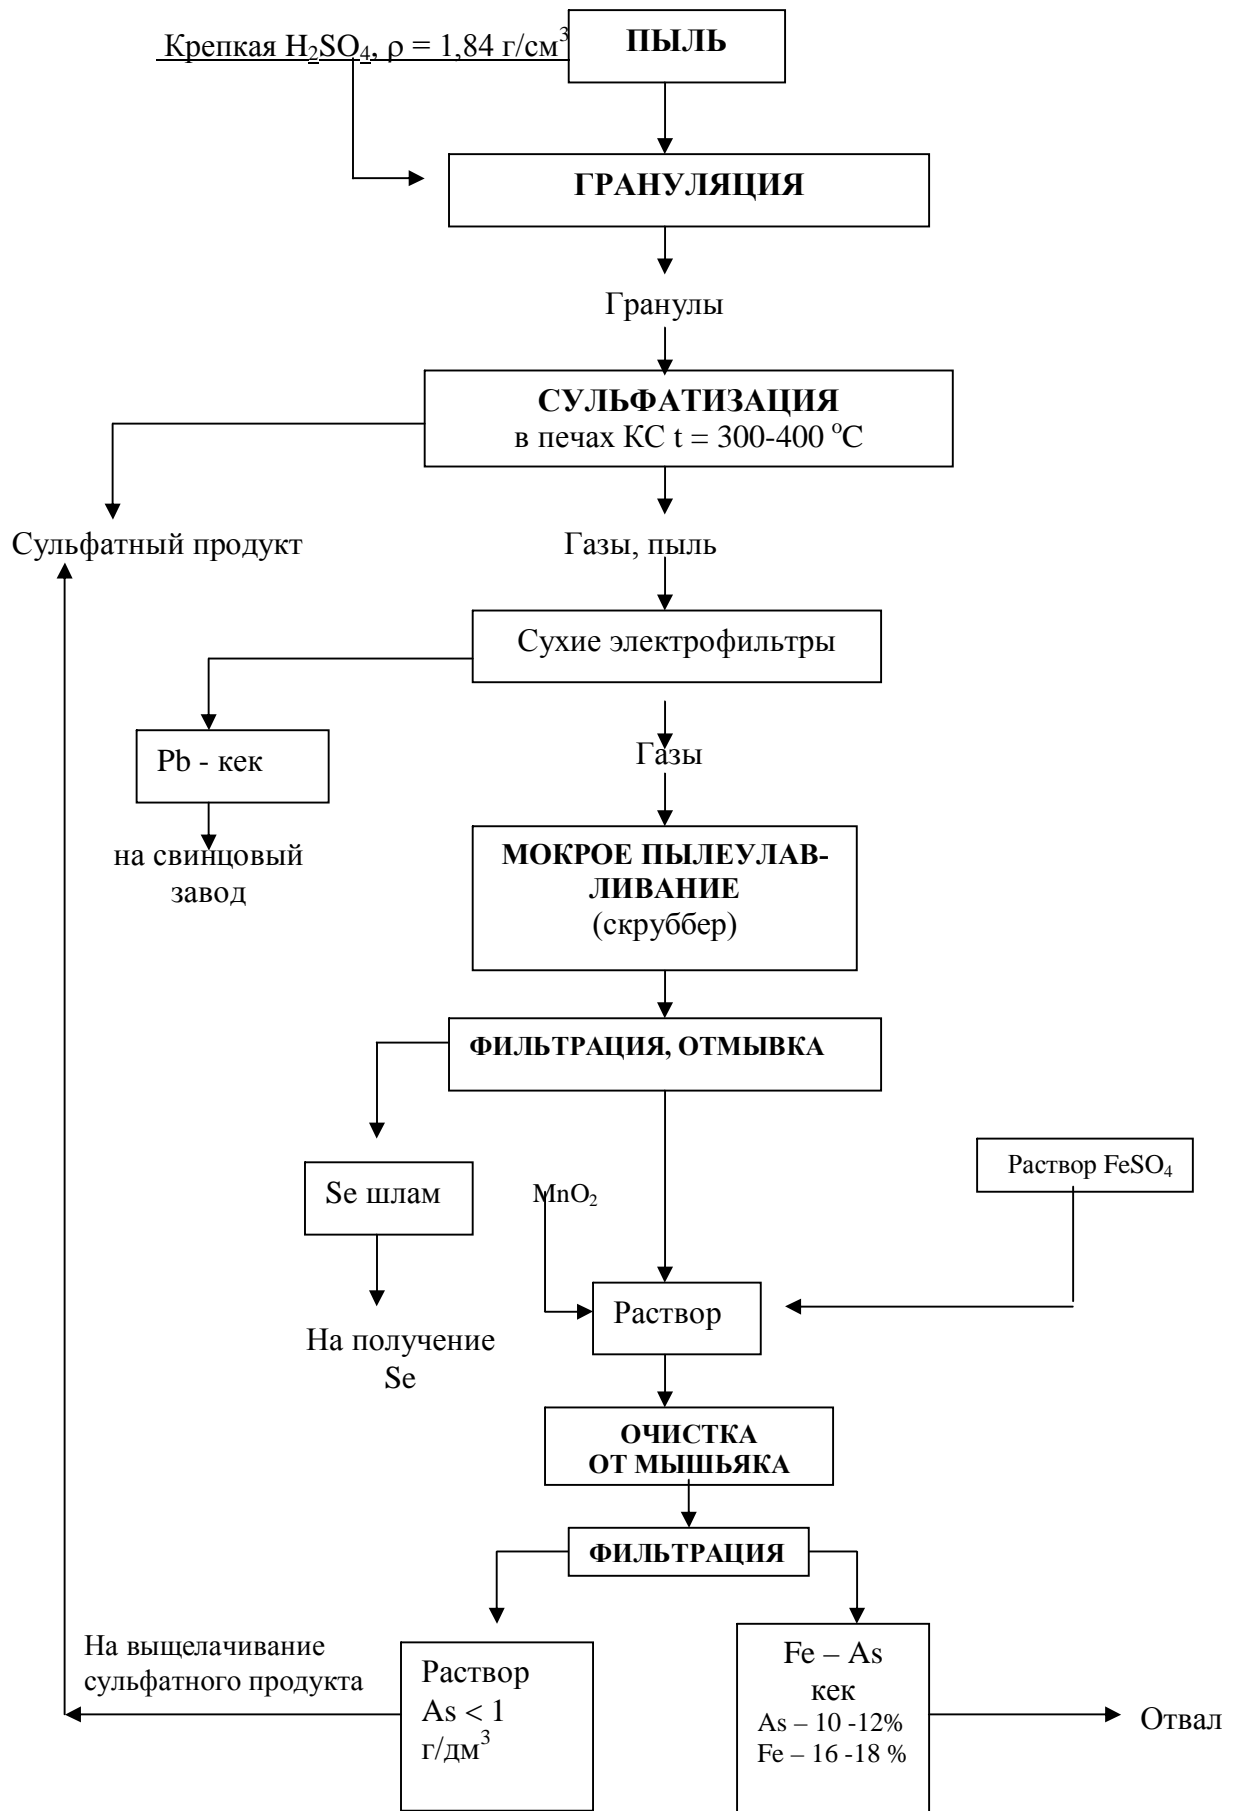 Крепкая H₂SO₄, ρ = 1,84 г/см³
ПЫЛЬ
ГРАНУЛЯЦИЯ
Гранулы
СУЛЬФАТИЗАЦИЯ
в печах КС t = 300-400 °С
Сульфатный продукт
Газы, пыль
Сухие электрофильтры
Pb - кек
Газы
на свинцовый
завод
МОКРОЕ ПЫЛЕУЛАВ-
ЛИВАНИЕ
(скруббер)
ФИЛЬТРАЦИЯ, ОТМЫВКА
Раствор FeSO₄
Se шлам
MnO₂
Раствор
На получение
Se
ОЧИСТКА
ОТ МЫШЬЯКА
ФИЛЬТРАЦИЯ
На выщелачивание
сульфатного продукта
Раствор
As < 1
г/дм³
Fe – As
кек
As – 10 -12%
Fe – 16 -18 %
Отвал